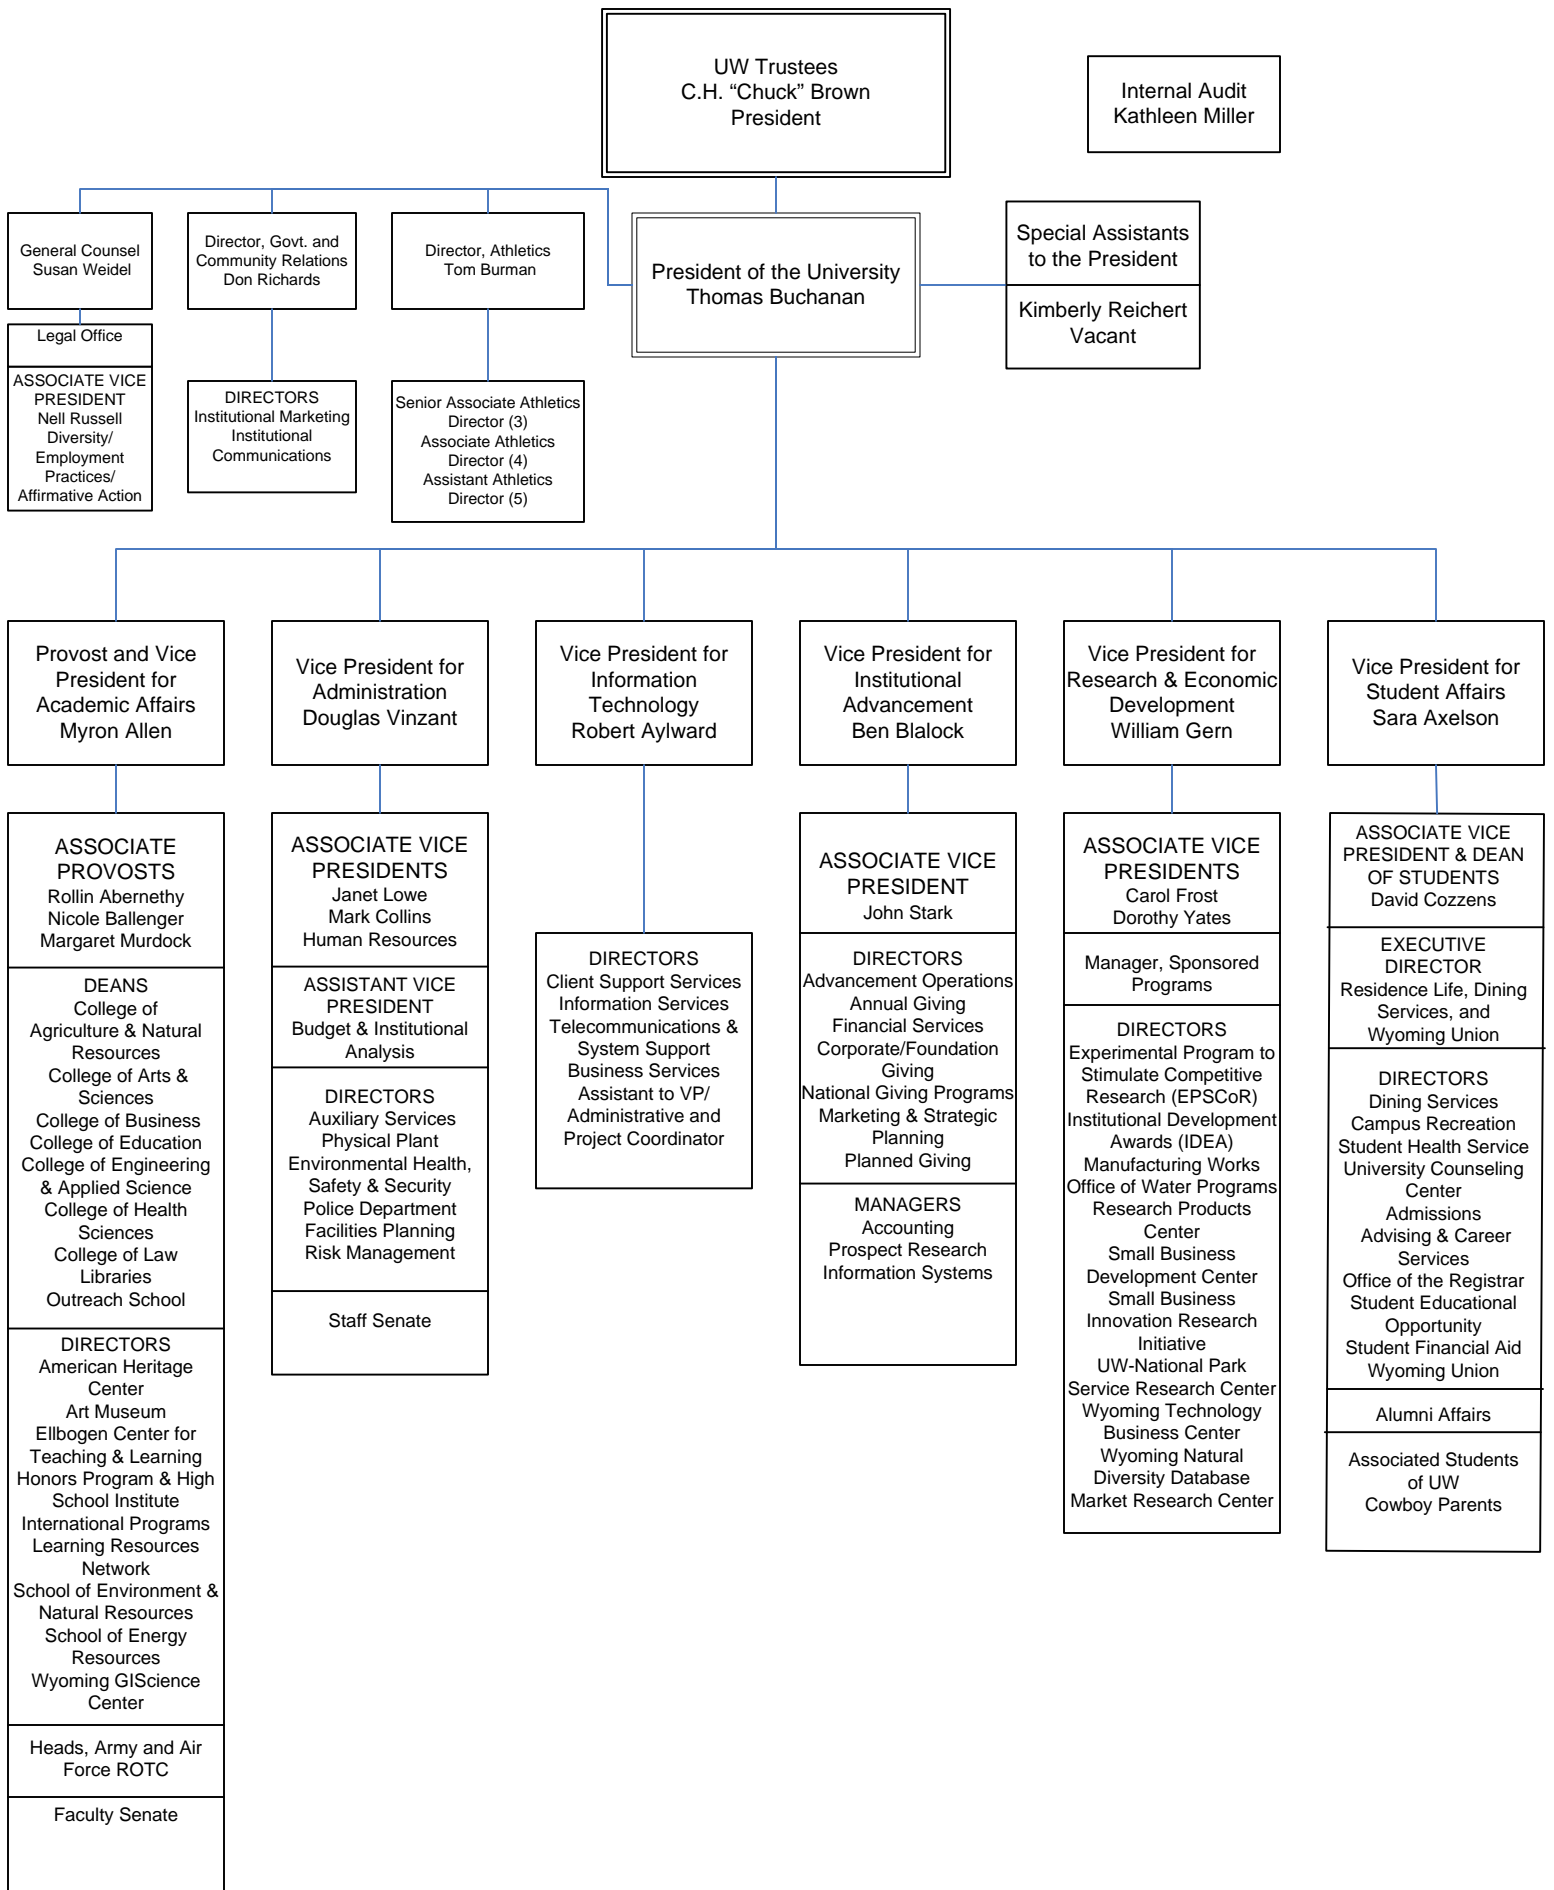 UW Trustees
C.H. “Chuck” Brown
President
Internal Audit
Kathleen Miller
General Counsel
Susan Weidel
Director, Govt. and
Community Relations
Don Richards
Director, Athletics
Tom Burman
President of the University
Thomas Buchanan
Special Assistants
to the President
Kimberly Reichert
Vacant
Legal Office
ASSOCIATE VICE
PRESIDENT
Nell Russell
Diversity/
Employment
Practices/
Affirmative Action
DIRECTORS
Institutional Marketing
Institutional
Communications
Senior Associate Athletics
Director (3)
Associate Athletics
Director (4)
Assistant Athletics
Director (5)
Provost and Vice
President for
Academic Affairs
Myron Allen
Vice President for
Administration
Douglas Vinzant
Vice President for
Information
Technology
Robert Aylward
Vice President for
Institutional
Advancement
Ben Blalock
Vice President for
Research & Economic
Development
William Gern
Vice President for
Student Affairs
Sara Axelson
ASSOCIATE
PROVOSTS
Rollin Abernethy
Nicole Ballenger
Margaret Murdock
DEANS
College of
Agriculture & Natural
Resources
College of Arts &
Sciences
College of Business
College of Education
College of Engineering
& Applied Science
College of Health
Sciences
College of Law
Libraries
Outreach School
DIRECTORS
American Heritage
Center
Art Museum
Ellbogen Center for
Teaching & Learning
Honors Program & High
School Institute
International Programs
Learning Resources
Network
School of Environment &
Natural Resources
School of Energy
Resources
Wyoming GIScience
Center
Heads, Army and Air
Force ROTC
Faculty Senate
ASSOCIATE VICE
PRESIDENTS
Janet Lowe
Mark Collins
Human Resources
ASSISTANT VICE
PRESIDENT
Budget & Institutional
Analysis
DIRECTORS
Auxiliary Services
Physical Plant
Environmental Health,
Safety & Security
Police Department
Facilities Planning
Risk Management
Staff Senate
DIRECTORS
Client Support Services
Information Services
Telecommunications &
System Support
Business Services
Assistant to VP/
Administrative and
Project Coordinator
ASSOCIATE VICE
PRESIDENT
John Stark
DIRECTORS
Advancement Operations
Annual Giving
Financial Services
Corporate/Foundation
Giving
National Giving Programs
Marketing & Strategic
Planning
Planned Giving
MANAGERS
Accounting
Prospect Research
Information Systems
ASSOCIATE VICE
PRESIDENTS
Carol Frost
Dorothy Yates
Manager, Sponsored
Programs
DIRECTORS
Experimental Program to
Stimulate Competitive
Research (EPSCoR)
Institutional Development
Awards (IDEA)
Manufacturing Works
Office of Water Programs
Research Products
Center
Small Business
Development Center
Small Business
Innovation Research
Initiative
UW-National Park
Service Research Center
Wyoming Technology
Business Center
Wyoming Natural
Diversity Database
Market Research Center
ASSOCIATE VICE
PRESIDENT & DEAN
OF STUDENTS
David Cozzens
EXECUTIVE
DIRECTOR
Residence Life, Dining
Services, and
Wyoming Union
DIRECTORS
Dining Services
Campus Recreation
Student Health Service
University Counseling
Center
Admissions
Advising & Career
Services
Office of the Registrar
Student Educational
Opportunity
Student Financial Aid
Wyoming Union
Alumni Affairs
Associated Students
of UW
Cowboy Parents